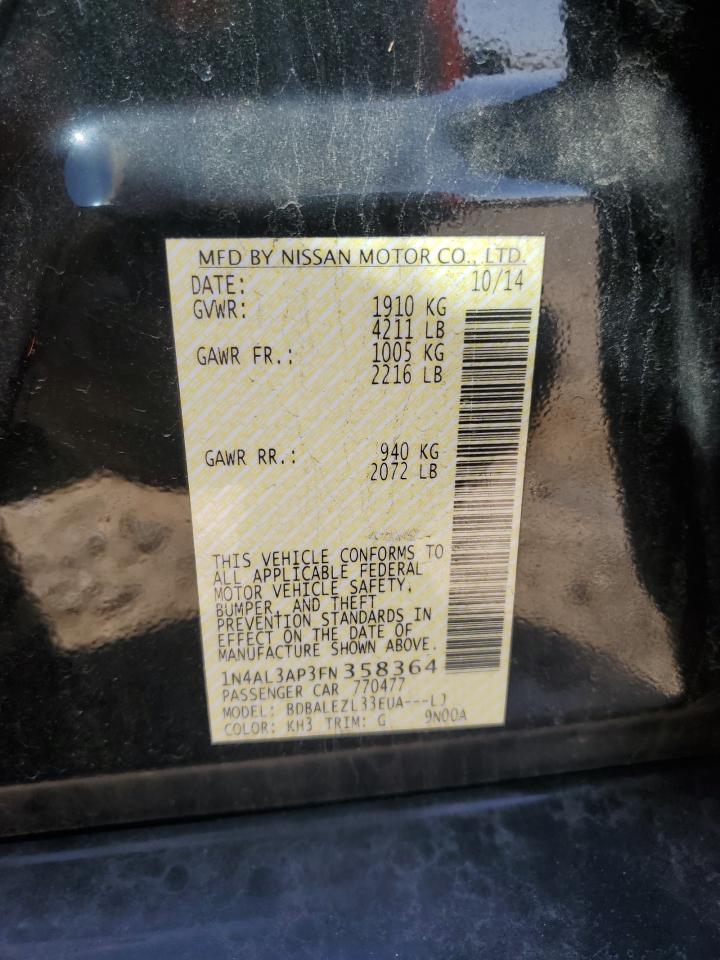 MFD BY NISSAN MOTOR CO., LTD.
DATE: 10/14
GVWR: 1910 KG
4211 LB
GAWR FR.: 1005 KG
2216 LB
GAWR RR.: 940 KG
2072 LB
THIS VEHICLE CONFORMS TO
ALL APPLICABLE FEDERAL
MOTOR VEHICLE SAFETY,
BUMPER, AND THEFT
PREVENTION STANDARDS IN
EFFECT ON THE DATE OF
MANUFACTURE SHOWN ABOVE.
1N4AL3AP3FN358364
PASSENGER CAR 770477
MODEL: BDBALEZL33EUA---LJ
COLOR: KH3 TRIM: G 9N00A